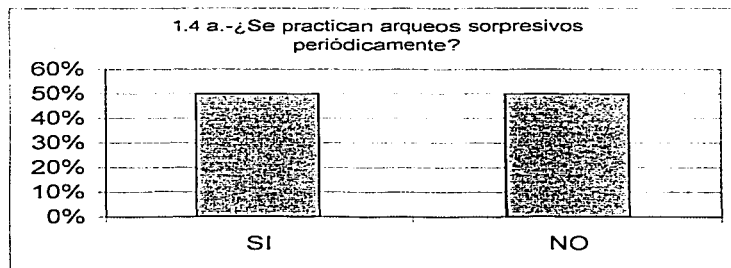 1.4 a.-¿Se practican arqueos sorpresivos
periódicamente?
60%
50%
40%
30%
20%
10%
0%
SI
NO